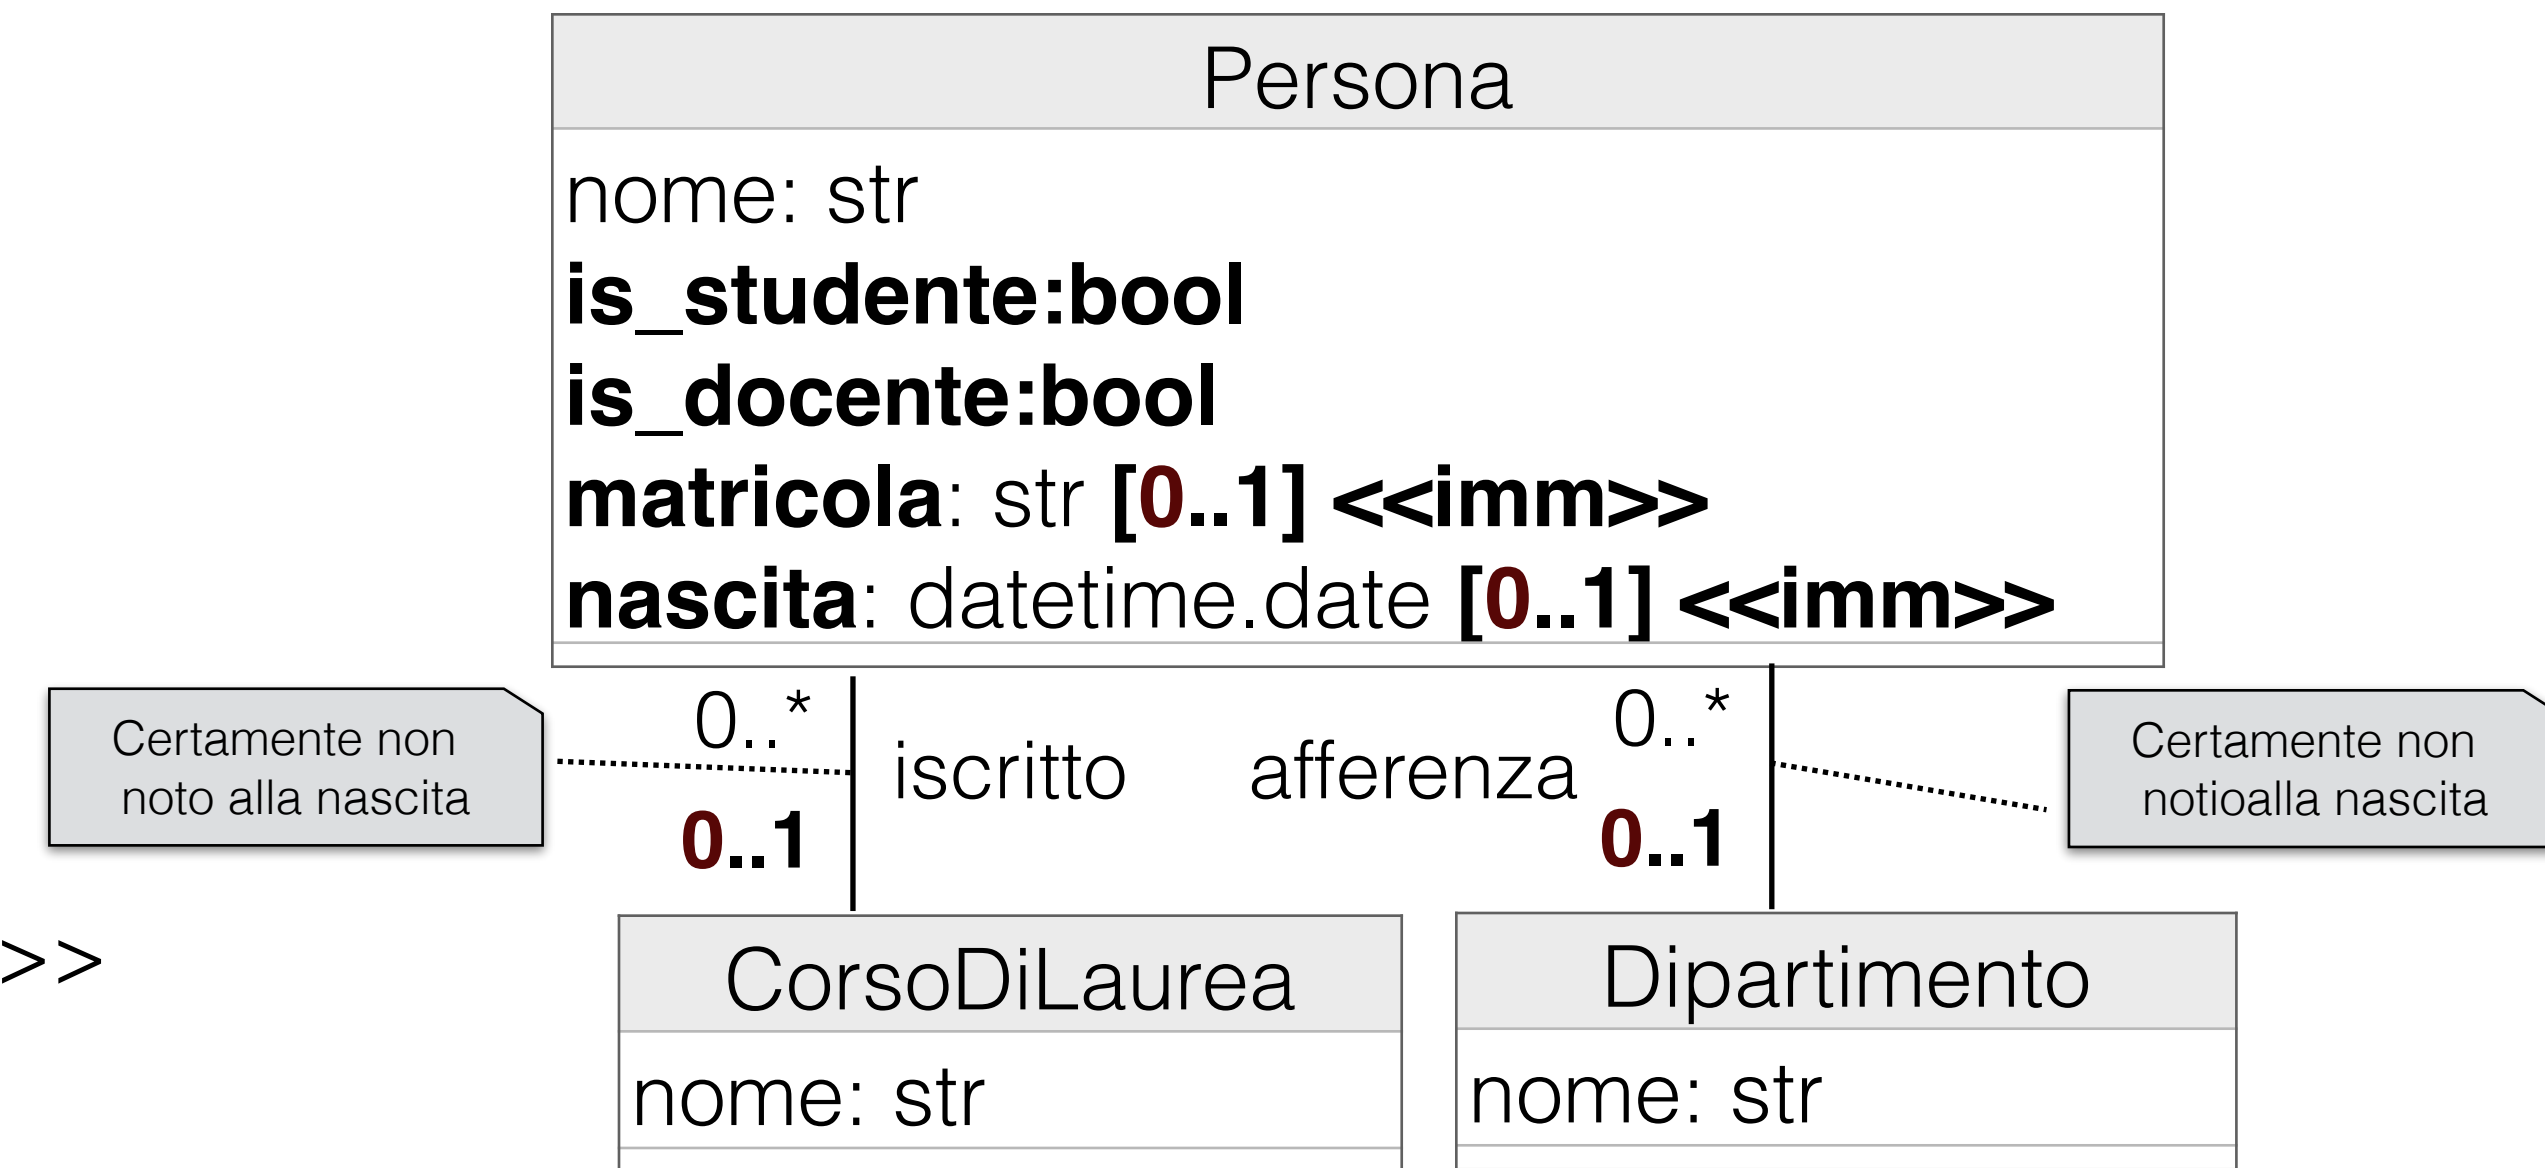 Persona
nome: str
is_studente:bool
is_docente:bool
matricola: str [0..1] <<imm>>
nascita: datetime.date [0..1] <<imm>>
Certamente non
noto alla nascita
0..*
iscritto
0..1
afferenza
0..*
0..1
Certamente non
notioalla nascita
>>
CorsoDiLaurea
nome: str
Dipartimento
nome: str